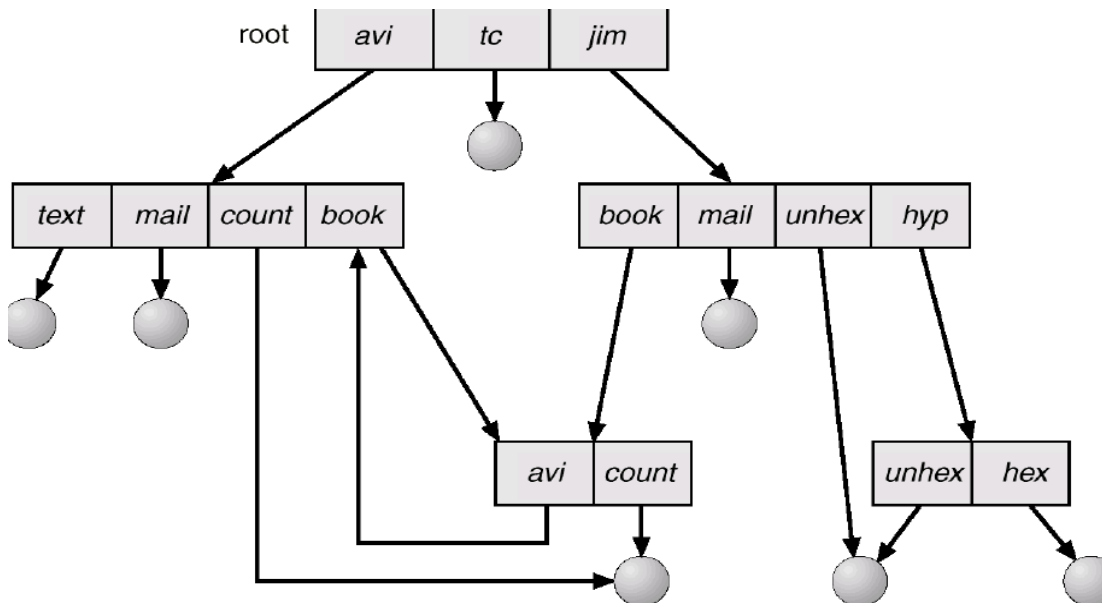 root avi tc jim
text mail count book book mail unhex hyp
avi count unhex hex